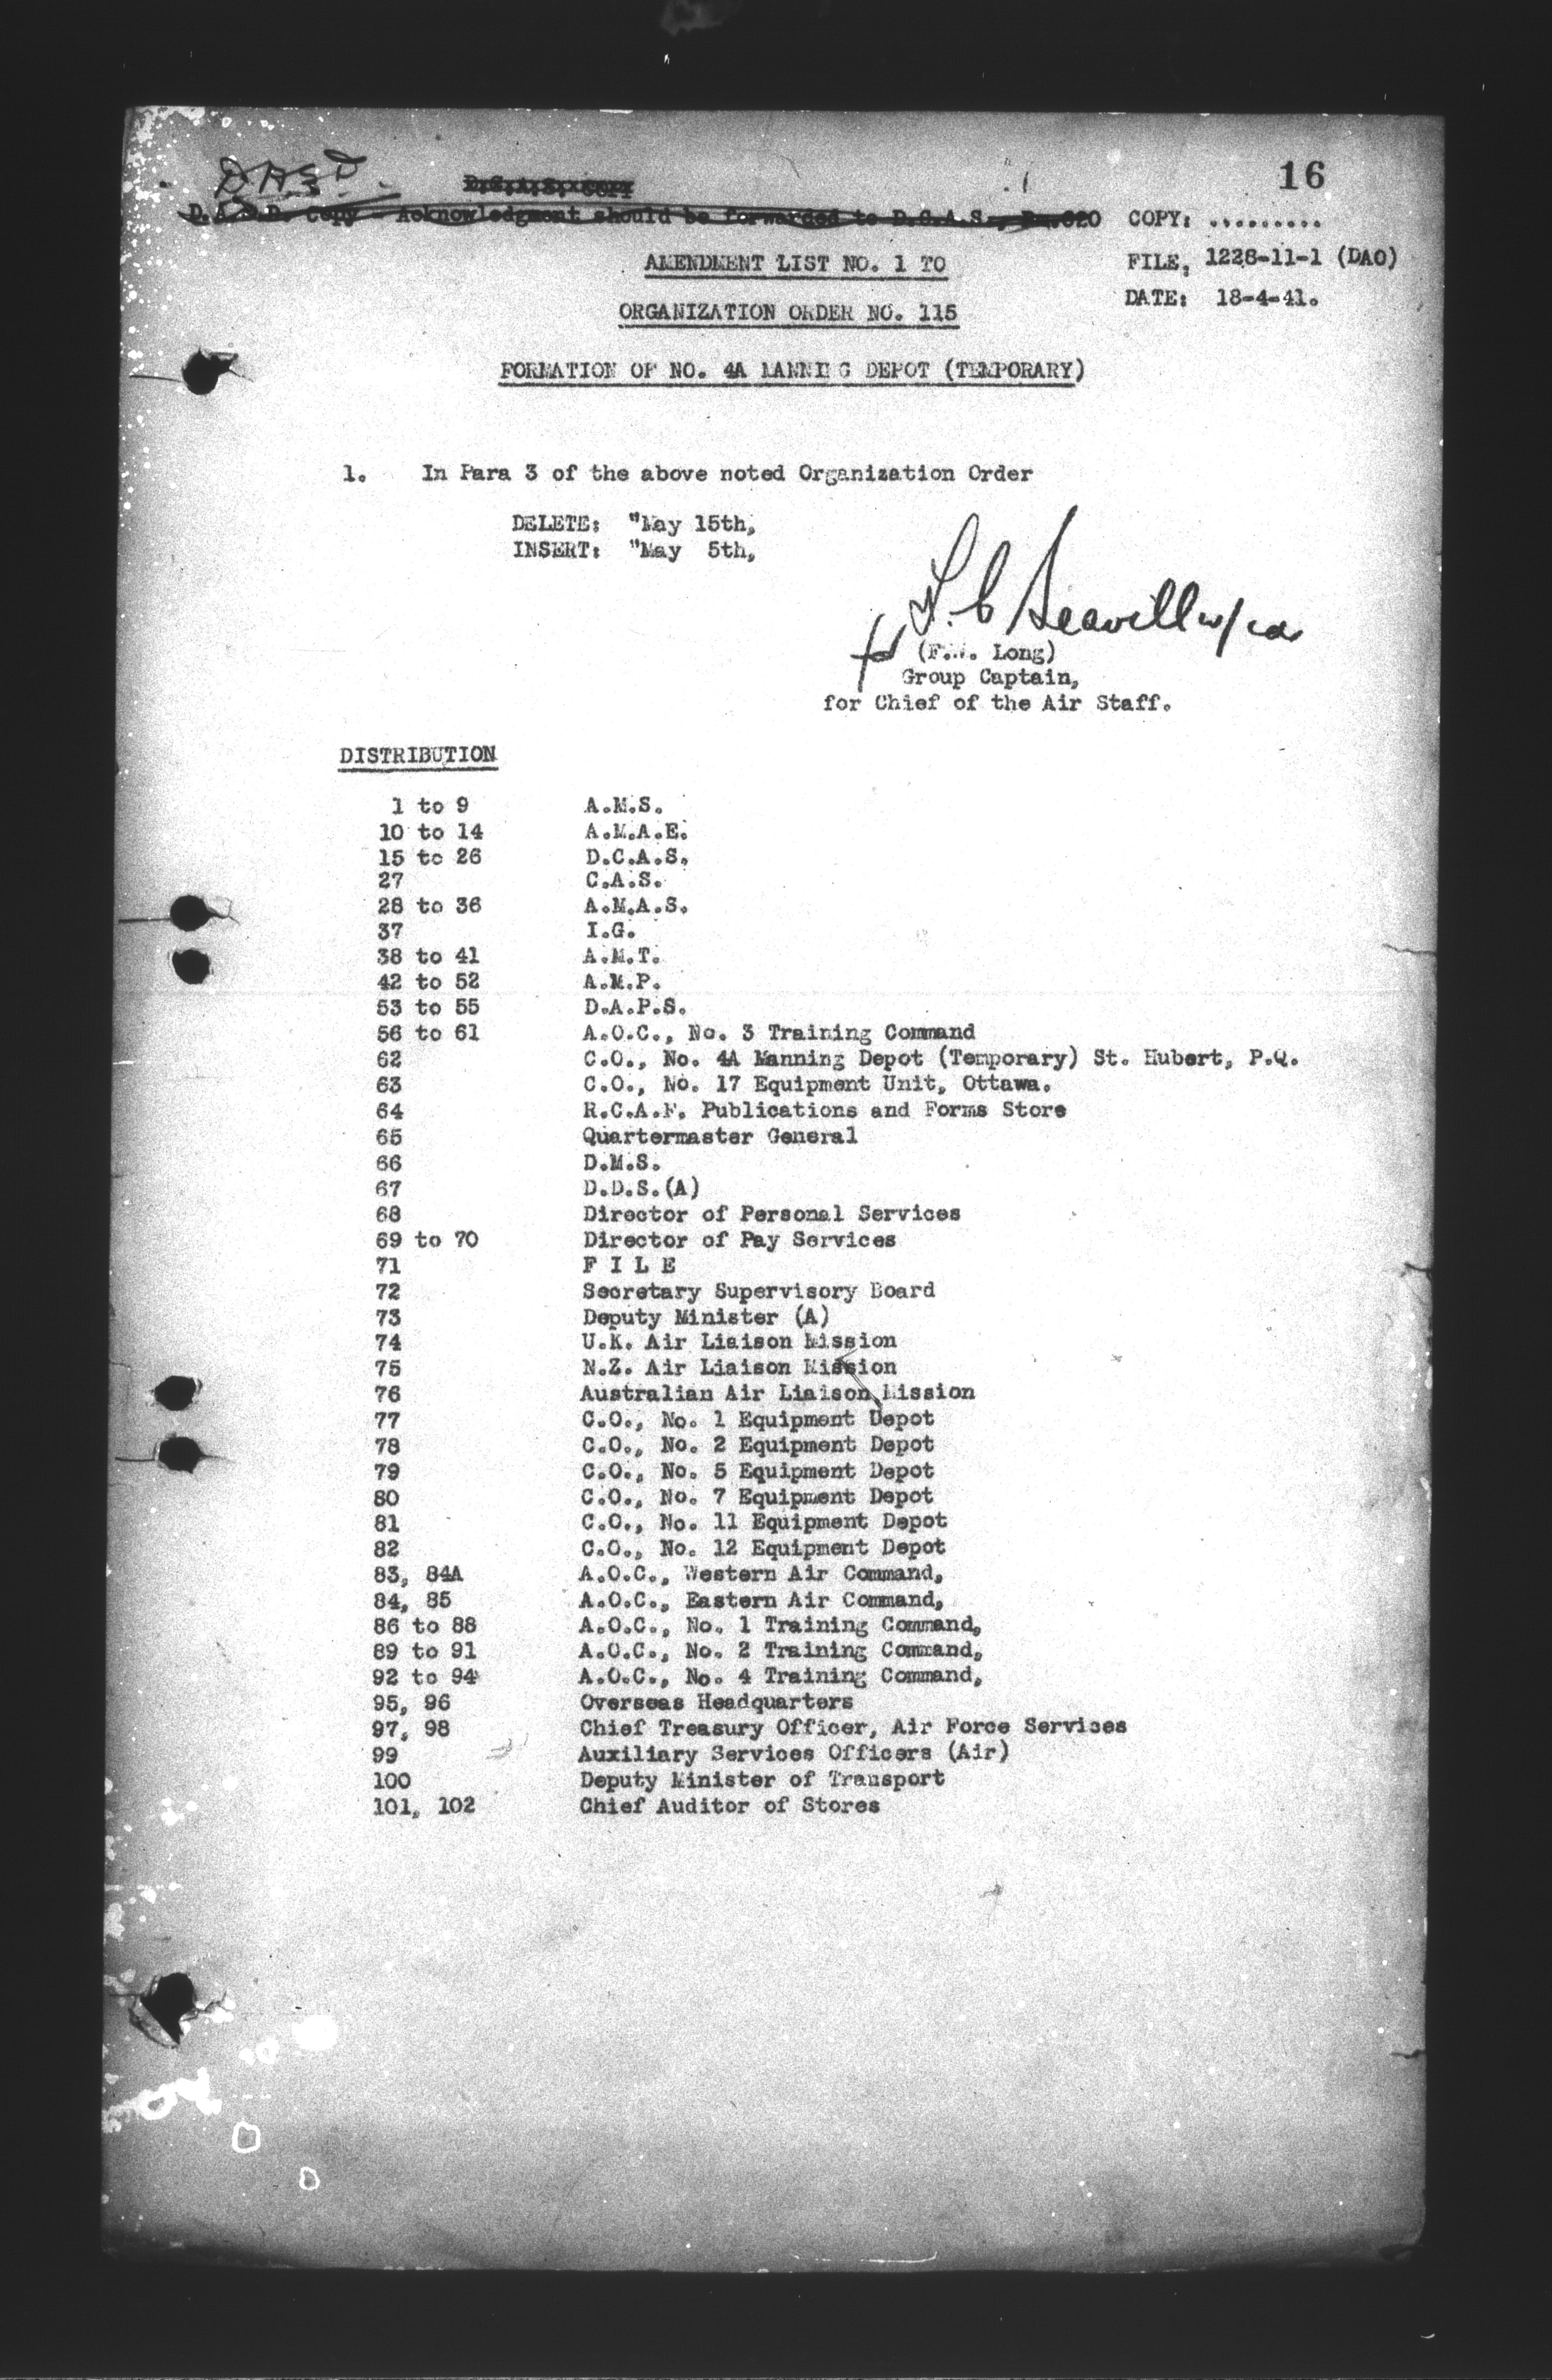 16
DASD.
D.C.A.S. Copy
D.A.S.D. Copy - Acknowledgment should be forwarded to D.C.A.S., COPY: .........
AMENDMENT LIST NO. 1 TO
FILE, 1228-11-1 (DAO)
DATE: 18-4-41.
ORGANIZATION ORDER NO. 115
FORMATION OF NO. 4A MANNI G DEPOT (TEMPORARY)
1. In Para 3 of the above noted Organization Order
DELETE: "May 15th,
INSERT: "May 5th,
(F.W. Long)
Group Captain,
for Chief of the Air Staff.
DISTRIBUTION
1 to 9 A.M.S.
10 to 14 A.M.A.E.
15 to 26 D.C.A.S.
27 C.A.S.
28 to 36 A.M.A.S.
37 I.G.
38 to 41 A.M.T.
42 to 52 A.M.P.
53 to 55 D.A.P.S.
56 to 61 A.O.C., No. 3 Training Command
62 C.O., No. 4A Manning Depot (Temporary) St. Hubert, P.Q.
63 C.O., No. 17 Equipment Unit, Ottawa.
64 R.C.A.F. Publications and Forms Store
65 Quartermaster General
66 D.M.S.
67 D.D.S.(A)
68 Director of Personal Services
69 to 70 Director of Pay Services
71 F I L E
72 Secretary Supervisory Board
73 Deputy Minister (A)
74 U.K. Air Liaison Mission
75 N.Z. Air Liaison Mission
76 Australian Air Liaison Mission
77 C.O., No. 1 Equipment Depot
78 C.O., No. 2 Equipment Depot
79 C.O., No. 5 Equipment Depot
80 C.O., No. 7 Equipment Depot
81 C.O., No. 11 Equipment Depot
82 C.O., No. 12 Equipment Depot
83, 84A A.O.C., Western Air Command,
84, 85 A.O.C., Eastern Air Command,
86 to 88 A.O.C., No. 1 Training Command,
89 to 91 A.O.C., No. 2 Training Command,
92 to 94 A.O.C., No. 4 Training Command,
95, 96 Overseas Headquarters
97, 98 Chief Treasury Officer, Air Force Services
99 Auxiliary Services Officers (Air)
100 Deputy Minister of Transport
101, 102 Chief Auditor of Stores